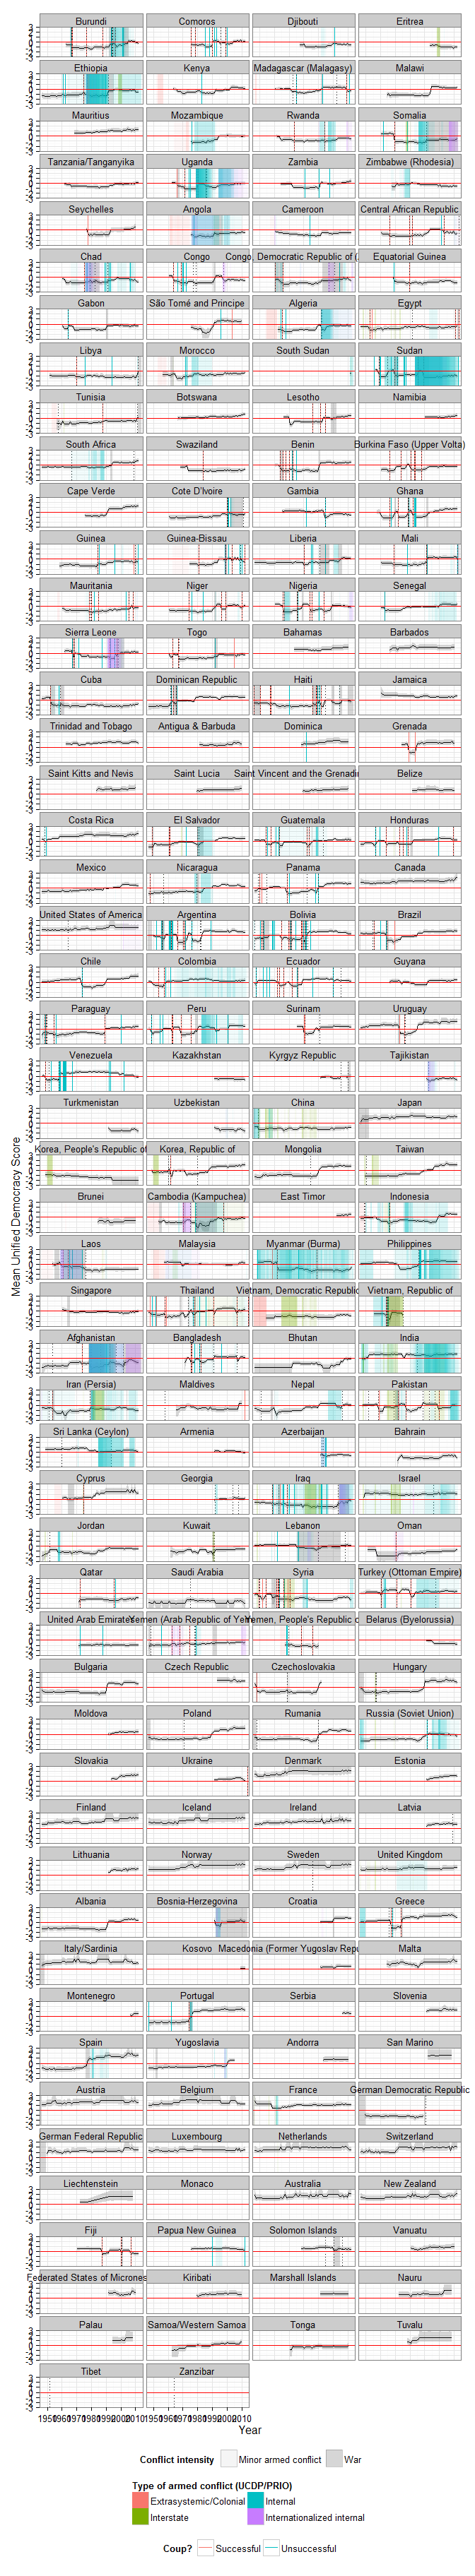 Burundi Comoros Djibouti Eritrea
Ethiopia Kenya Madagascar (Malagasy) Malawi
Mauritius Mozambique Rwanda Somalia
Tanzania/Tanganyika Uganda Zambia Zimbabwe (Rhodesia)
Seychelles Angola Cameroon Central African Republic
Chad Congo Congo, Democratic Republic of ( Equatorial Guinea
Gabon São Tomé and Principe Algeria Egypt
Libya Morocco South Sudan Sudan
Tunisia Botswana Lesotho Namibia
South Africa Swaziland Benin Burkina Faso (Upper Volta)
Cape Verde Cote D'Ivoire Gambia Ghana
Guinea Guinea-Bissau Liberia Mali
Mauritania Niger Nigeria Senegal
Sierra Leone Togo Bahamas Barbados
Cuba Dominican Republic Haiti Jamaica
Trinidad and Tobago Antigua & Barbuda Dominica Grenada
Saint Kitts and Nevis Saint Lucia Saint Vincent and the Grenadi Belize
Costa Rica El Salvador Guatemala Honduras
Mexico Nicaragua Panama Canada
United States of America Argentina Bolivia Brazil
Chile Colombia Ecuador Guyana
Paraguay Peru Surinam Uruguay
Venezuela Kazakhstan Kyrgyz Republic Tajikistan
Turkmenistan Uzbekistan China Japan
Korea, People's Republic of Korea, Republic of Mongolia Taiwan
Brunei Cambodia (Kampuchea) East Timor Indonesia
Laos Malaysia Myanmar (Burma) Philippines
Singapore Thailand Vietnam, Democratic Republic Vietnam, Republic of
Afghanistan Bangladesh Bhutan India
Iran (Persia) Maldives Nepal Pakistan
Sri Lanka (Ceylon) Armenia Azerbaijan Bahrain
Cyprus Georgia Iraq Israel
Jordan Kuwait Lebanon Oman
Qatar Saudi Arabia Syria Turkey (Ottoman Empire)
United Arab Emirates Yemen (Arab Republic of Yemen, People's Republic o Belarus (Byelorussia)
Bulgaria Czech Republic Czechoslovakia Hungary
Moldova Poland Rumania Russia (Soviet Union)
Slovakia Ukraine Denmark Estonia
Finland Iceland Ireland Latvia
Lithuania Norway Sweden United Kingdom
Albania Bosnia-Herzegovina Croatia Greece
Italy/Sardinia Kosovo Macedonia (Former Yugoslav Repu Malta
Montenegro Portugal Serbia Slovenia
Spain Yugoslavia Andorra San Marino
Austria Belgium France German Democratic Republic
German Federal Republic Luxembourg Netherlands Switzerland
Liechtenstein Monaco Australia New Zealand
Fiji Papua New Guinea Solomon Islands Vanuatu
Federated States of Micrones Kiribati Marshall Islands Nauru
Palau Samoa/Western Samoa Tonga Tuvalu
Tibet Zanzibar
Mean Unified Democracy Score
1950 1960 1970 1980 1990 2000 2010 1950 1960 1970 1980 1990 2000 2010
Year
Conflict intensity Minor armed conflict War
Type of armed conflict (UCDP/PRIO)
Extrasystemic/Colonial Internal
Interstate Internationalized internal
Coup? Successful Unsuccessful